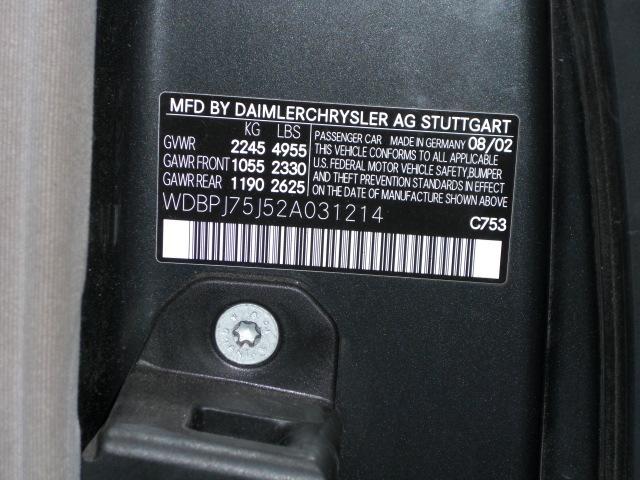 MFD BY DAIMLERCHRYSLER AG STUTTGART
KG LBS
GVWR 2245 4955
GAWR FRONT 1055 2330
GAWR REAR 1190 2625
PASSENGER CAR MADE IN GERMANY 08/02
THIS VEHICLE CONFORMS TO ALL APPLICABLE
U.S. FEDERAL MOTOR VEHICLE SAFETY,BUMPER
AND THEFT PREVENTION STANDARDS IN EFFECT
ON THE DATE OF MANUFACTURE SHOWN ABOVE
WDBPJ75J52A031214
C753